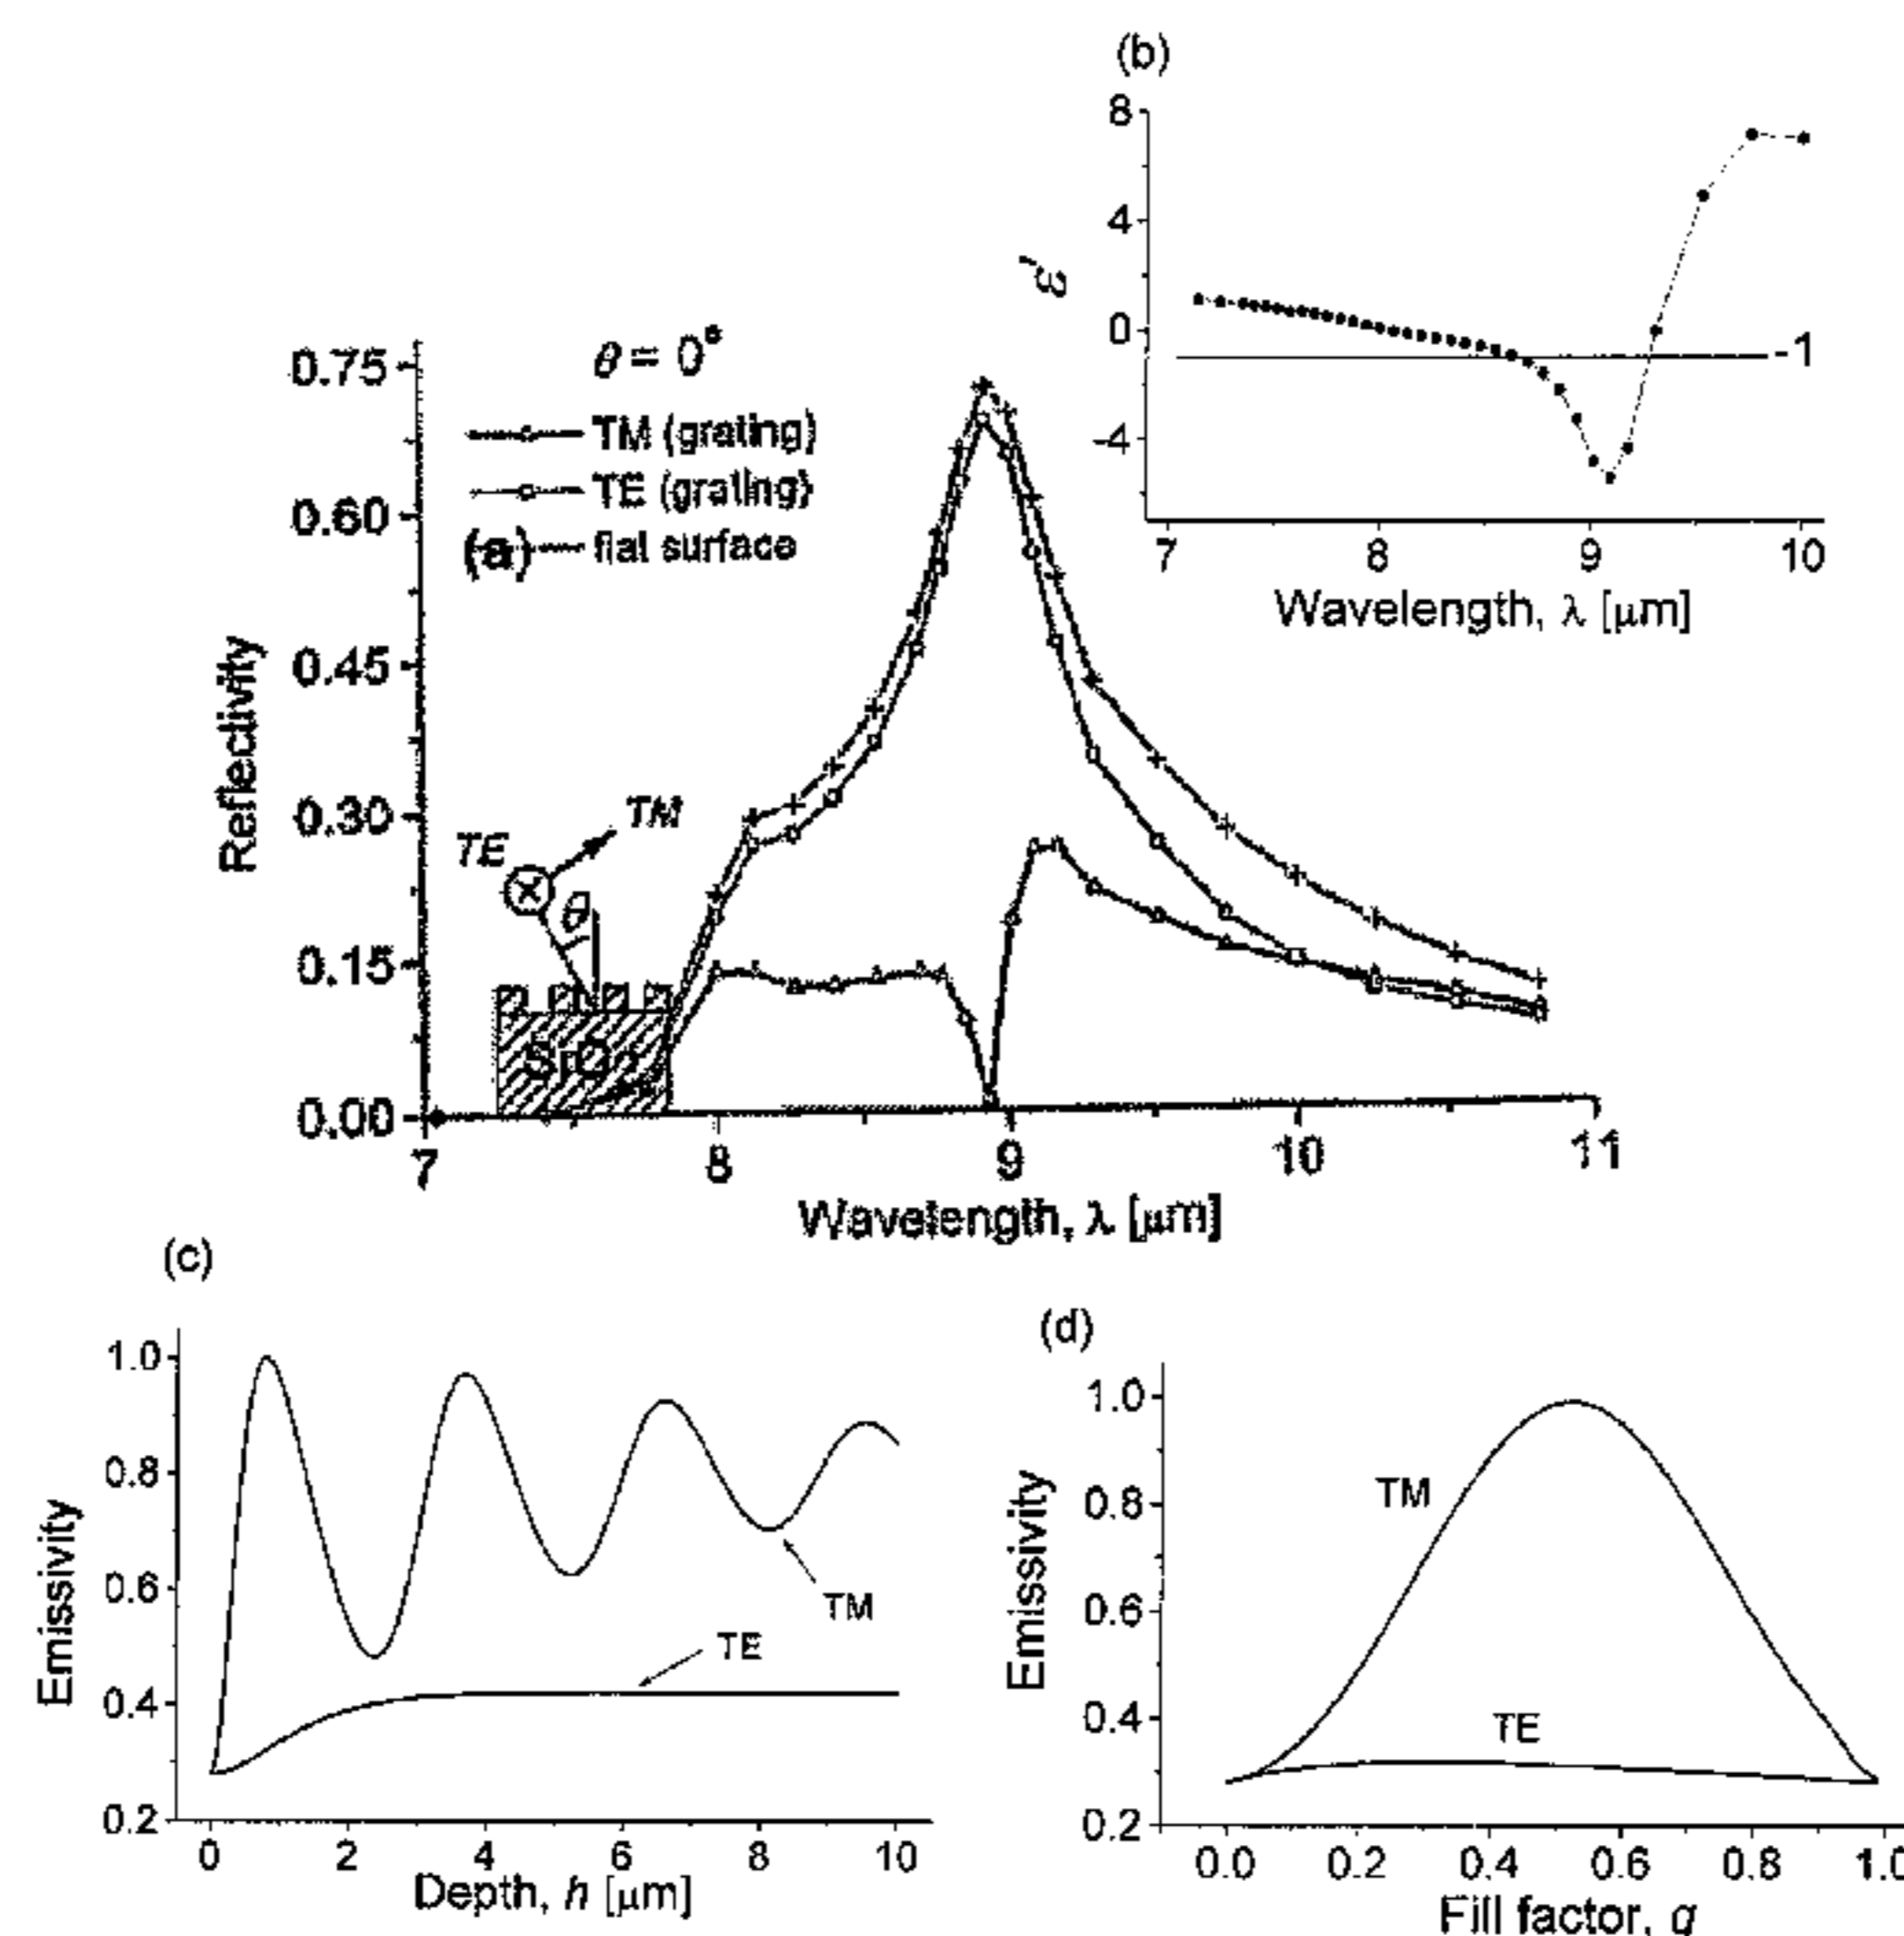 (b)
8
4
0
-4
ε'
-1
7 8 9 10
Wavelength, λ [μm]
θ = 0°
TM (grating)
TE (grating)
(a)
flat surface
0.75
0.60
0.45
0.30
0.15
0.00
Reflectivity
TE
TM
θ
7 8 9 10 11
Wavelength, λ [μm]
(c)
1.0
0.8
0.6
0.4
0.2
Emissivity
TM
TE
0 2 4 6 8 10
Depth, h [μm]
(d)
1.0
0.8
0.6
0.4
0.2
Emissivity
TM
TE
0.0 0.2 0.4 0.6 0.8
Fill factor, q